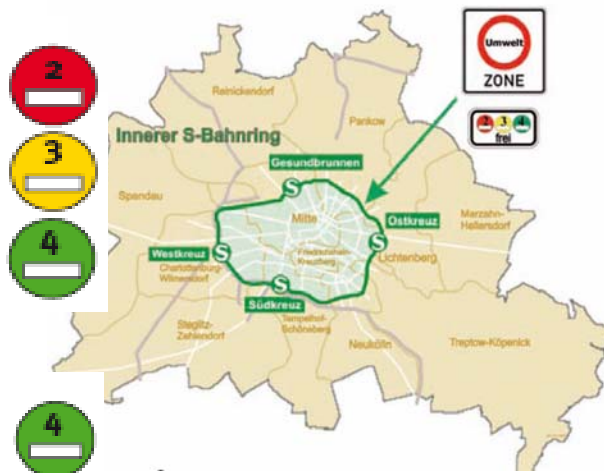 2
3
4
4
Umwelt
ZONE
2 3 4
frei
Innerer S-Bahnring
Reinickendorf
Pankow
Gesundbrunnen
S
Spandau
Mitte
Ostkreuz
S
Marzahn-
Hellersdorf
Friedrichshain-
Kreuzberg
Westkreuz
S
Lichtenberg
Charlottenburg-
Wilmersdorf
S
Südkreuz
Steglitz-
Zehlendorf
Tempelhof-
Schöneberg
Neukölln
Treptow-Köpenick